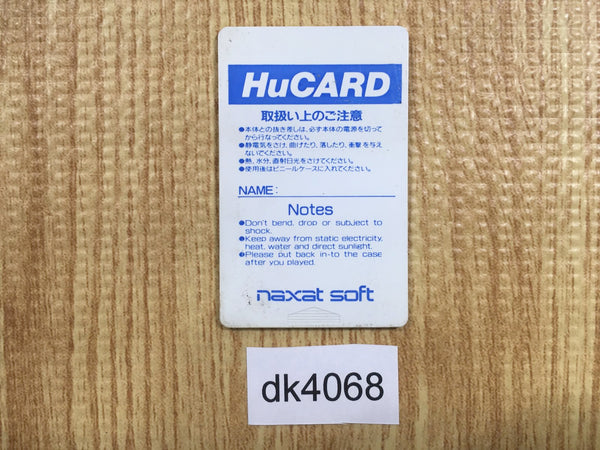 HuCARD
取扱い上のご注意
●本体との抜き差しは、必ず本体の電源を切って
から行なってください。
●静電気をさけ、曲げたり、落したり、衝撃を与え
ないでください。
●熱、水分、直射日光をさけてください。
●使用後はビニールケースに入れてください。
NAME:
Notes
●Don't bend, drop or subject to
shock.
●Keep away from static electricity,
heat, water and direct sunlight.
●Please put back in-to the case
after you played.
naxat soft
dk4068